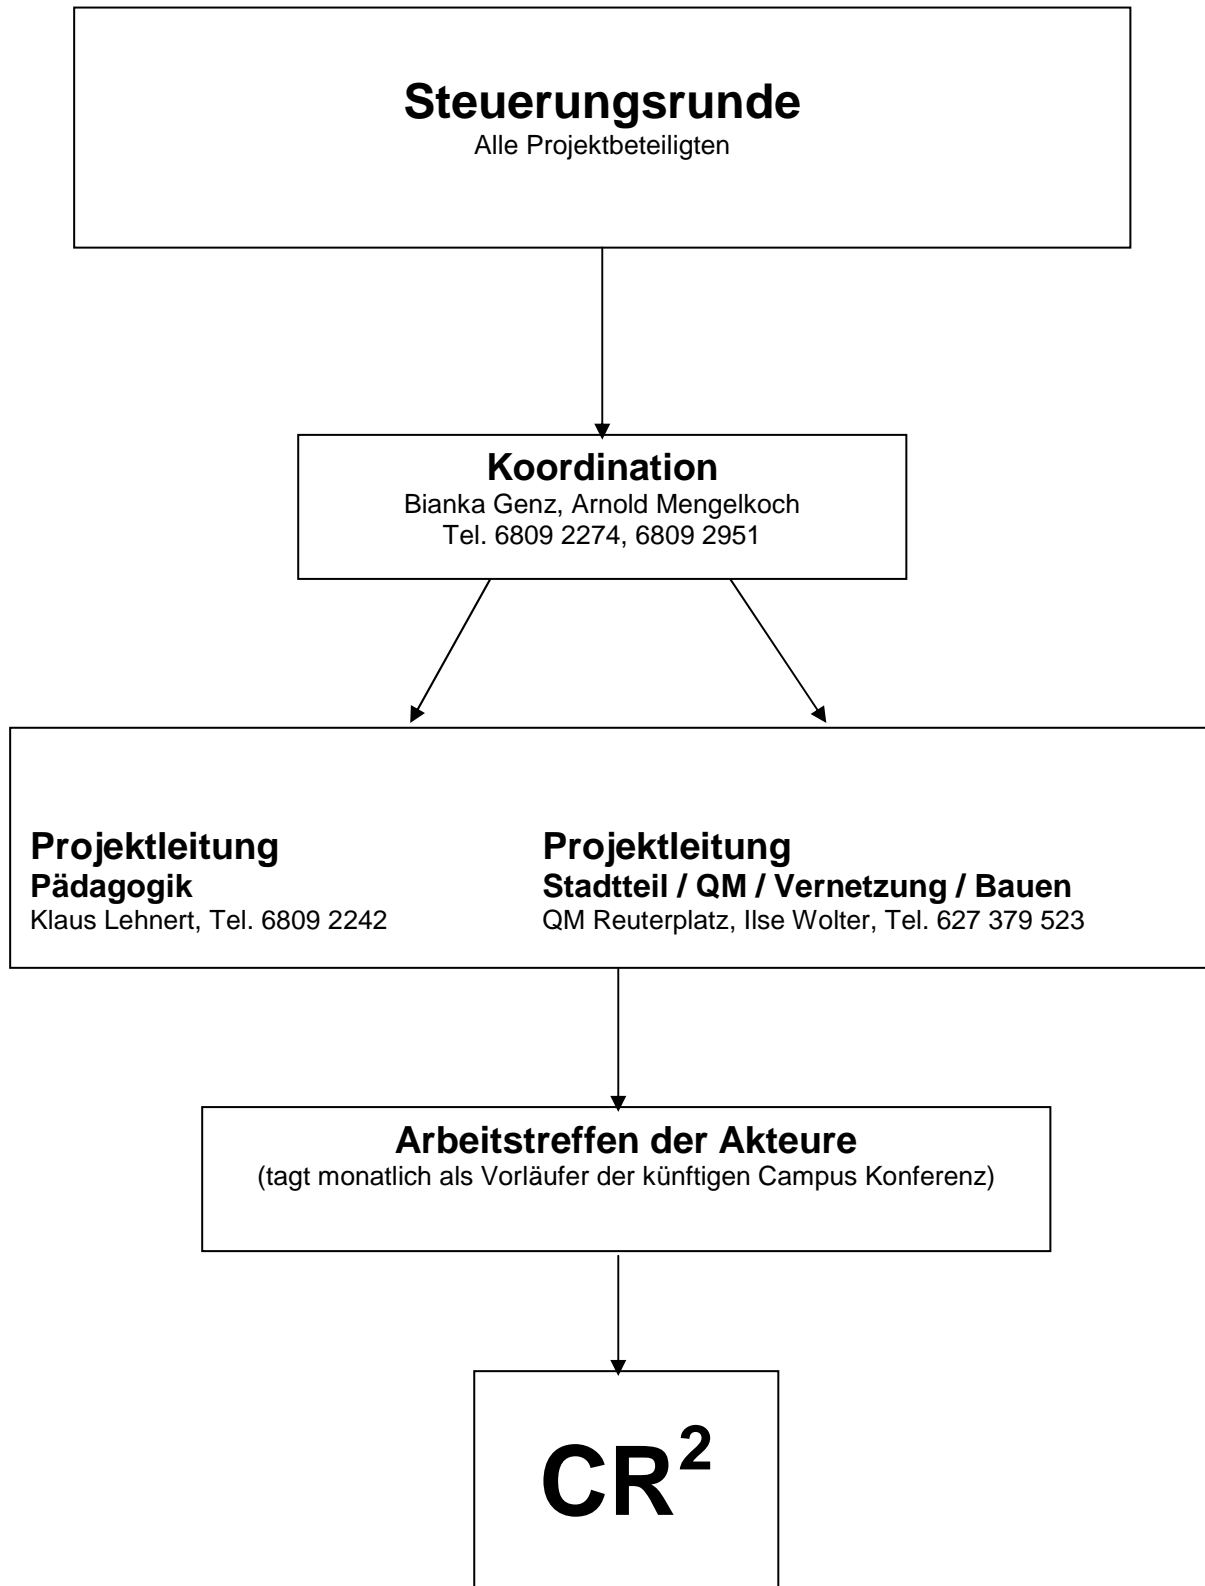 Steuerungsrunde
Alle Projektbeteiligten
Koordination
Bianka Genz, Arnold Mengelkoch
Tel. 6809 2274, 6809 2951
Projektleitung
Pädagogik
Klaus Lehnert, Tel. 6809 2242
Projektleitung
Stadtteil / QM / Vernetzung / Bauen
QM Reuterplatz, Ilse Wolter, Tel. 627 379 523
Arbeitstreffen der Akteure
(tagt monatlich als Vorläufer der künftigen Campus Konferenz)
CR²